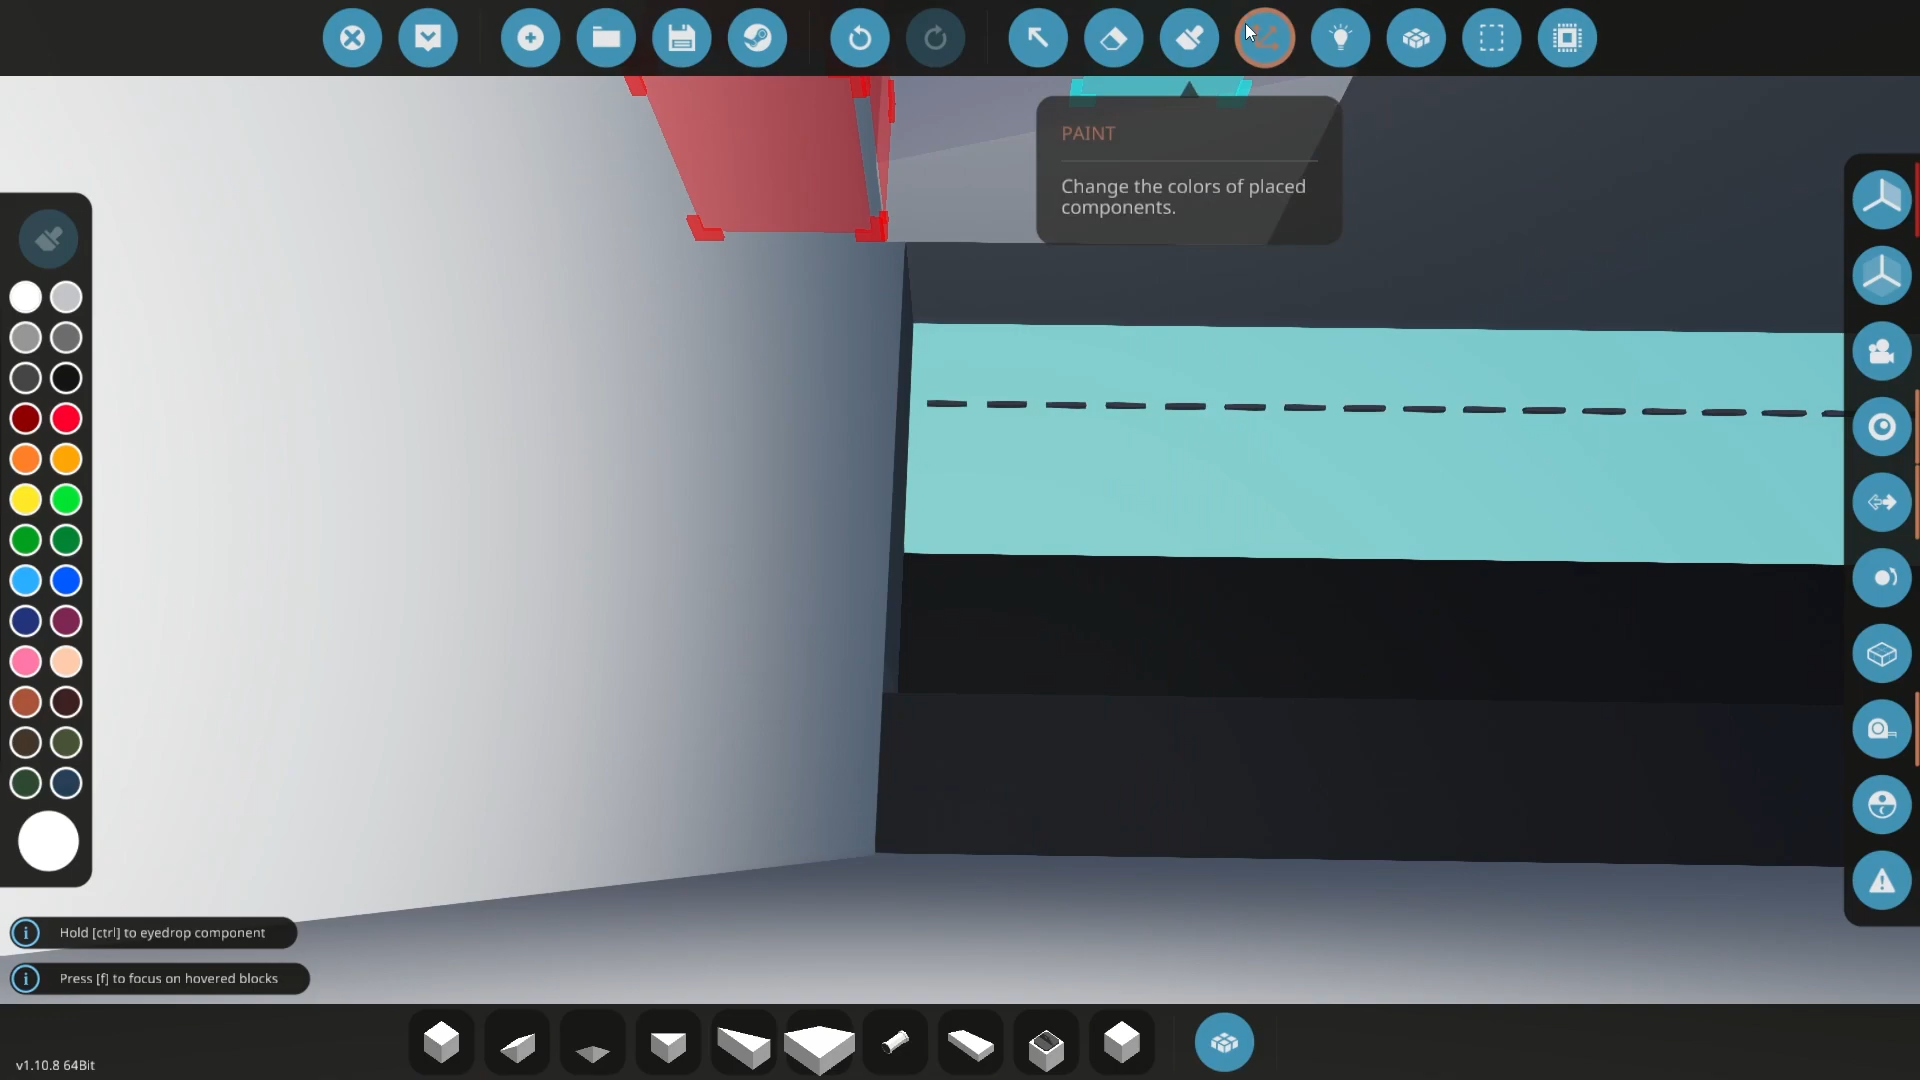 PAINT
Change the colors of placed
components.
Hold [ctrl] to eyedrop component
Press [f] to focus on hovered blocks
v1.10.8 64Bit